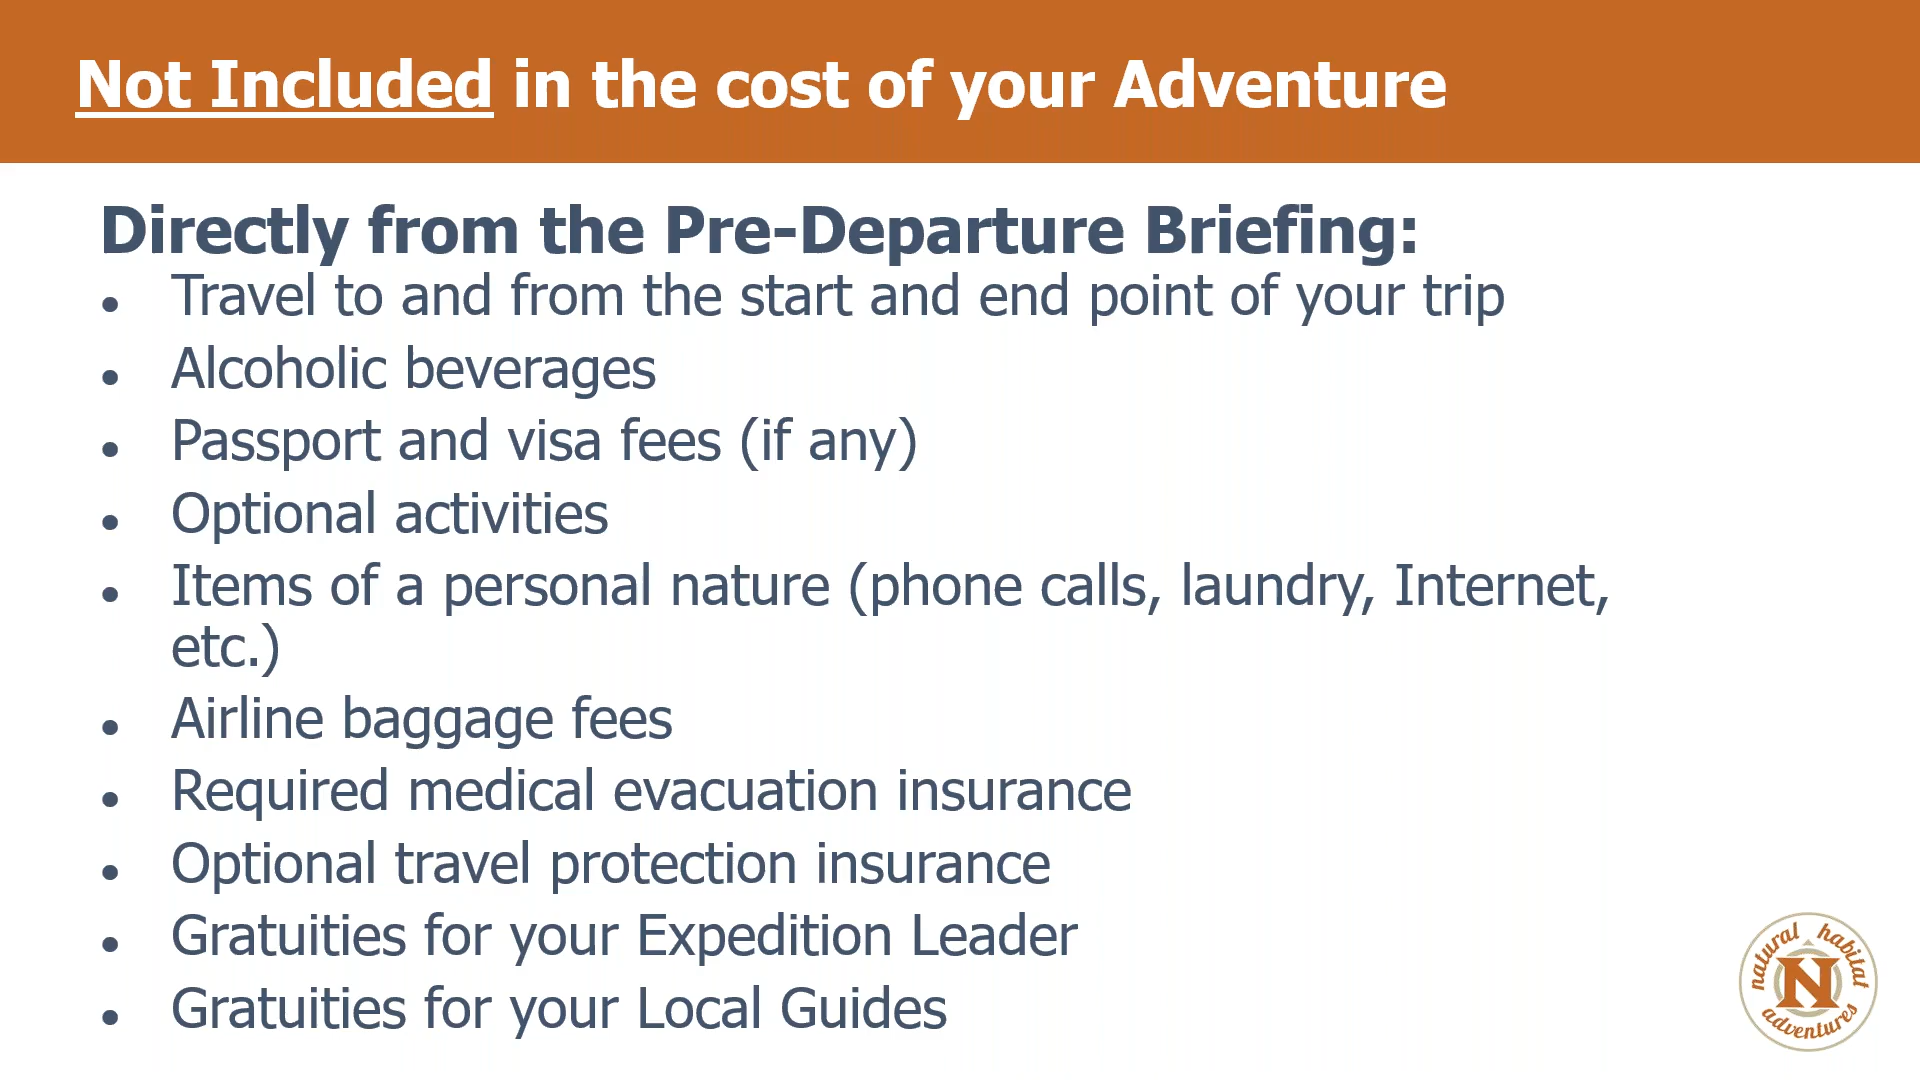 Not Included in the cost of your Adventure
Directly from the Pre-Departure Briefing:
• Travel to and from the start and end point of your trip
• Alcoholic beverages
• Passport and visa fees (if any)
• Optional activities
• Items of a personal nature (phone calls, laundry, Internet,
etc.)
• Airline baggage fees
• Required medical evacuation insurance
• Optional travel protection insurance
• Gratuities for your Expedition Leader
• Gratuities for your Local Guides
natural habitat
N
adventures